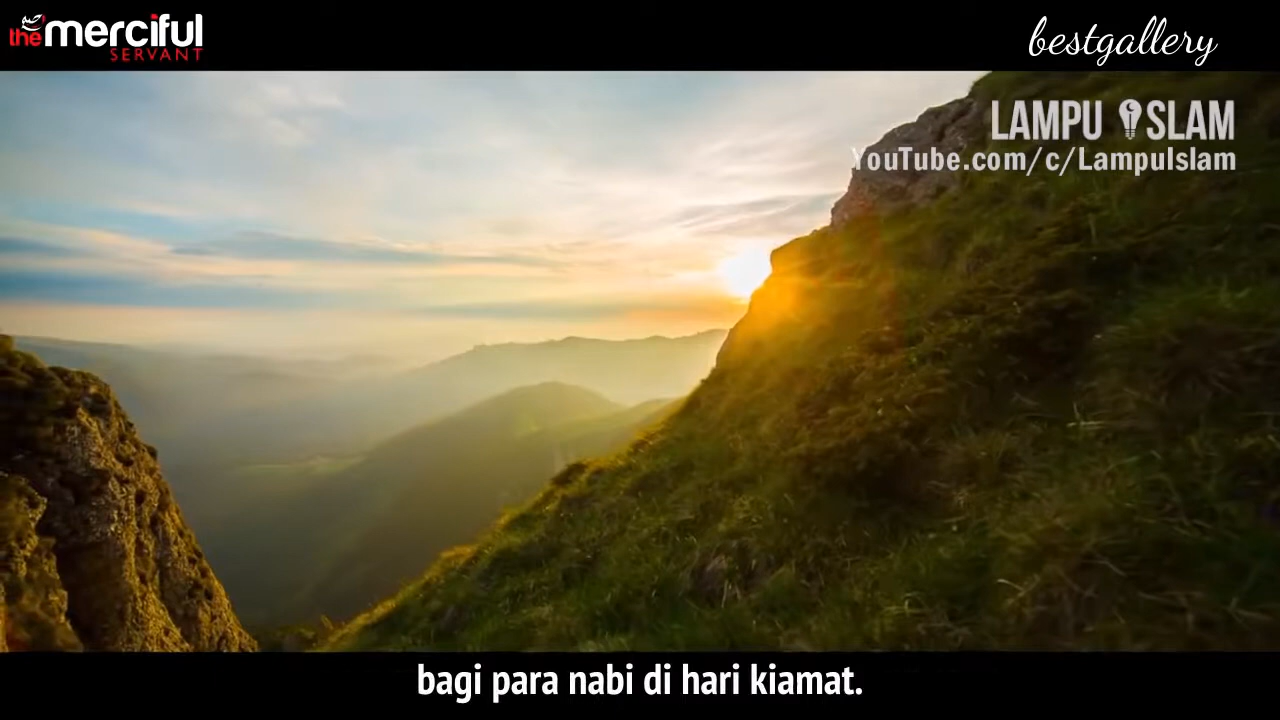 the merciful
SERVANT
bestgallery
LAMPU ISLAM
YouTube.com/c/LampuIslam
bagi para nabi di hari kiamat.